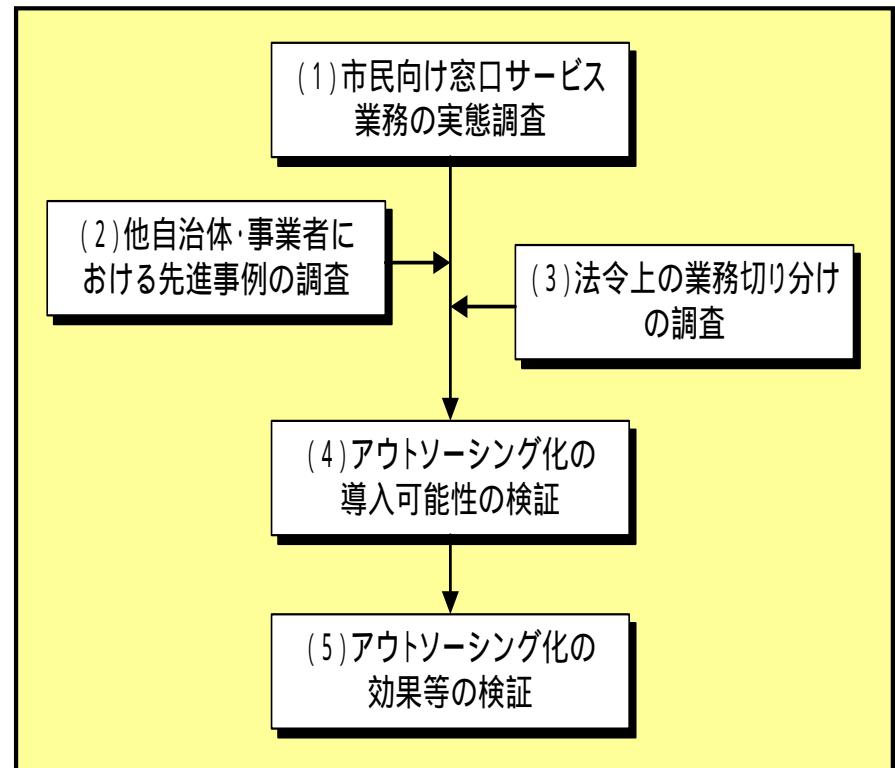 (1)市民向け窓口サービス
業務の実態調査
(2)他自治体・事業者に
おける先進事例の調査
(3)法令上の業務切り分け
の調査
(4)アウトソーシング化の
導入可能性の検証
(5)アウトソーシング化の
効果等の検証